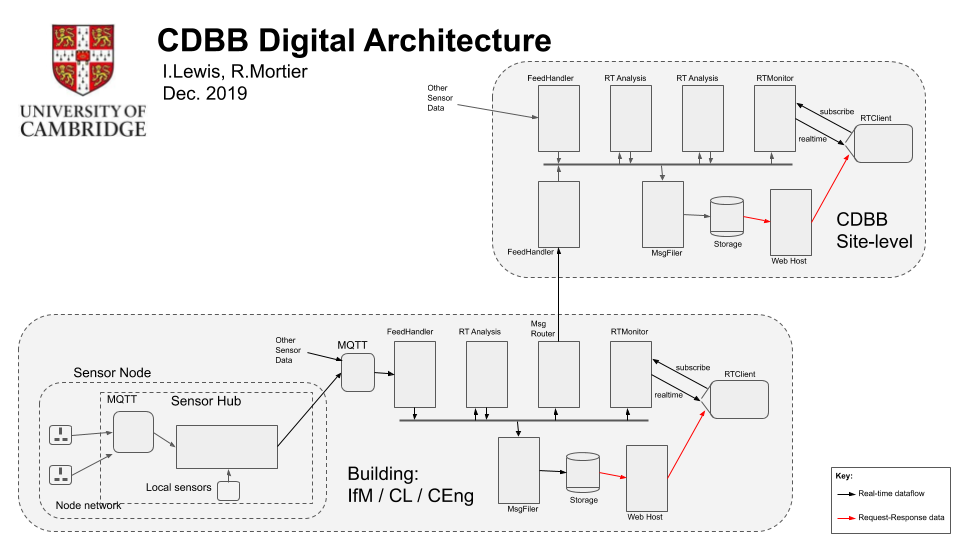 CDBB Digital Architecture
I.Lewis, R.Mortier
Dec. 2019
UNIVERSITY OF
CAMBRIDGE
FeedHandler
RT Analysis
RT Analysis
RTMonitor
Other
Sensor
Data
subscribe
RTClient
realtime
FeedHandler
MsgFiler
Storage
Web Host
CDBB
Site-level
Other
Sensor
Data
MQTT
FeedHandler
RT Analysis
Msg
Router
RTMonitor
subscribe
RTClient
realtime
Sensor Node
MQTT
Sensor Hub
Local sensors
Node network
Building:
IfM / CL / CEng
MsgFiler
Storage
Web Host
Key:
Real-time dataflow
Request-Response data